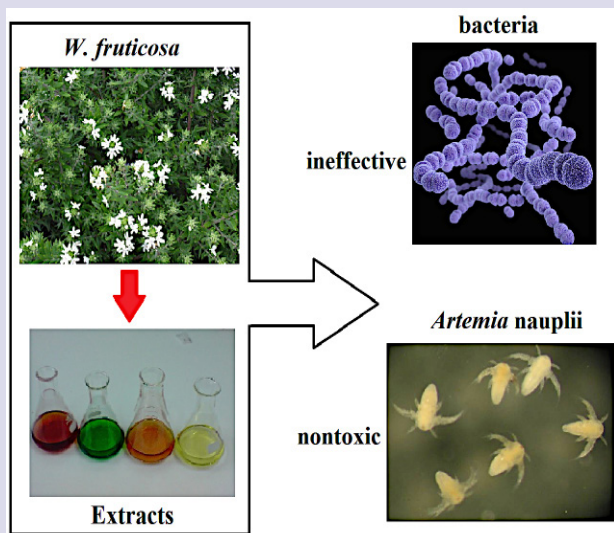 W. fruticosa
Extracts
bacteria
ineffective
Artemia nauplii
nontoxic